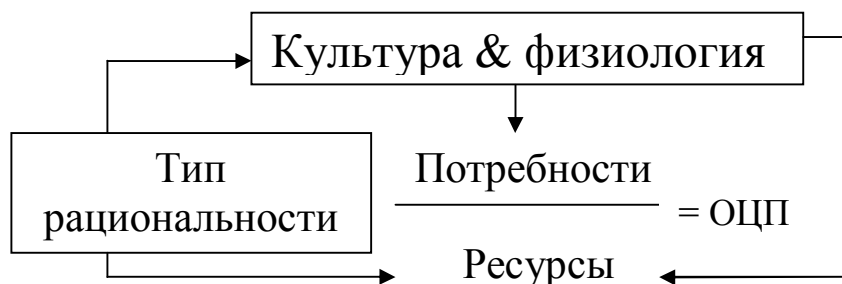 Культура & физиология
Тип
рациональности
Потребности
= ОЦП
Ресурсы